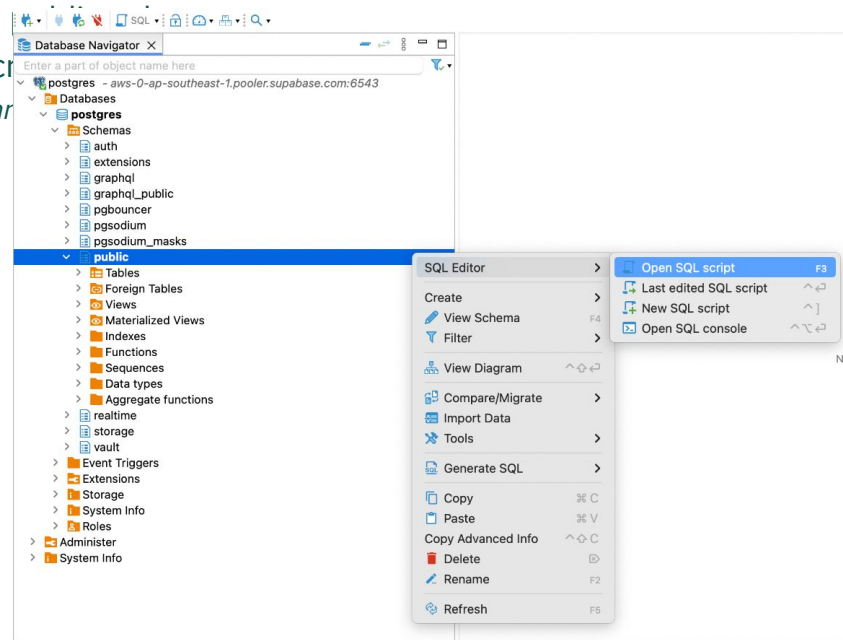 SQL
Database Navigator
Enter a part of object name here
postgres - aws-0-ap-southeast-1.pooler.supabase.com:6543
Databases
postgres
Schemas
auth
extensions
graphql
graphql_public
pgbouncer
pgsodium
pgsodium_masks
public
Tables
Foreign Tables
Views
Materialized Views
Indexes
Functions
Sequences
Data types
Aggregate functions
realtime
storage
vault
Event Triggers
Extensions
Storage
System Info
Roles
Administer
System Info
SQL Editor
Create
View Schema F4
Filter
View Diagram ^⇧↩
Compare/Migrate
Import Data
Tools
Generate SQL
Copy ⌘ C
Paste ⌘ V
Copy Advanced Info ^⇧ C
Delete ⌦
Rename F2
Refresh F5
Open SQL script F3
Last edited SQL script ^↩
New SQL script ^ ]
Open SQL console ^⌥↩